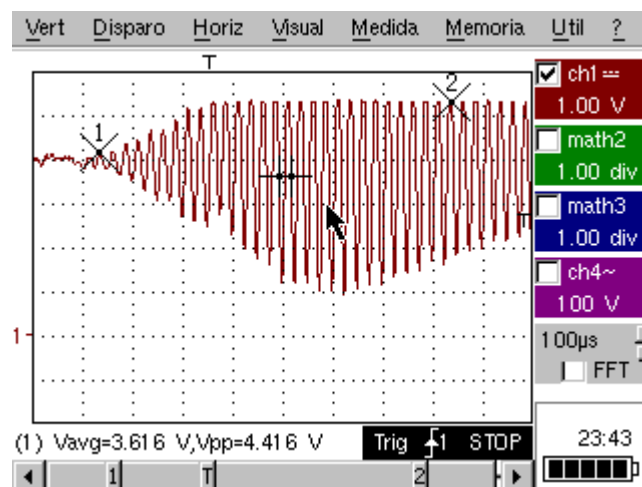 Vert Disparo Horiz Visual Medida Memoria Util ?
T
1
2
ch1
1.00 V
math2
1.00 div
math3
1.00 div
ch4~
100 V
1
100µs
FFT
(1) Vavg=3.616 V,Vpp=4.416 V
Trig 1 STOP
23:43
1 T 2